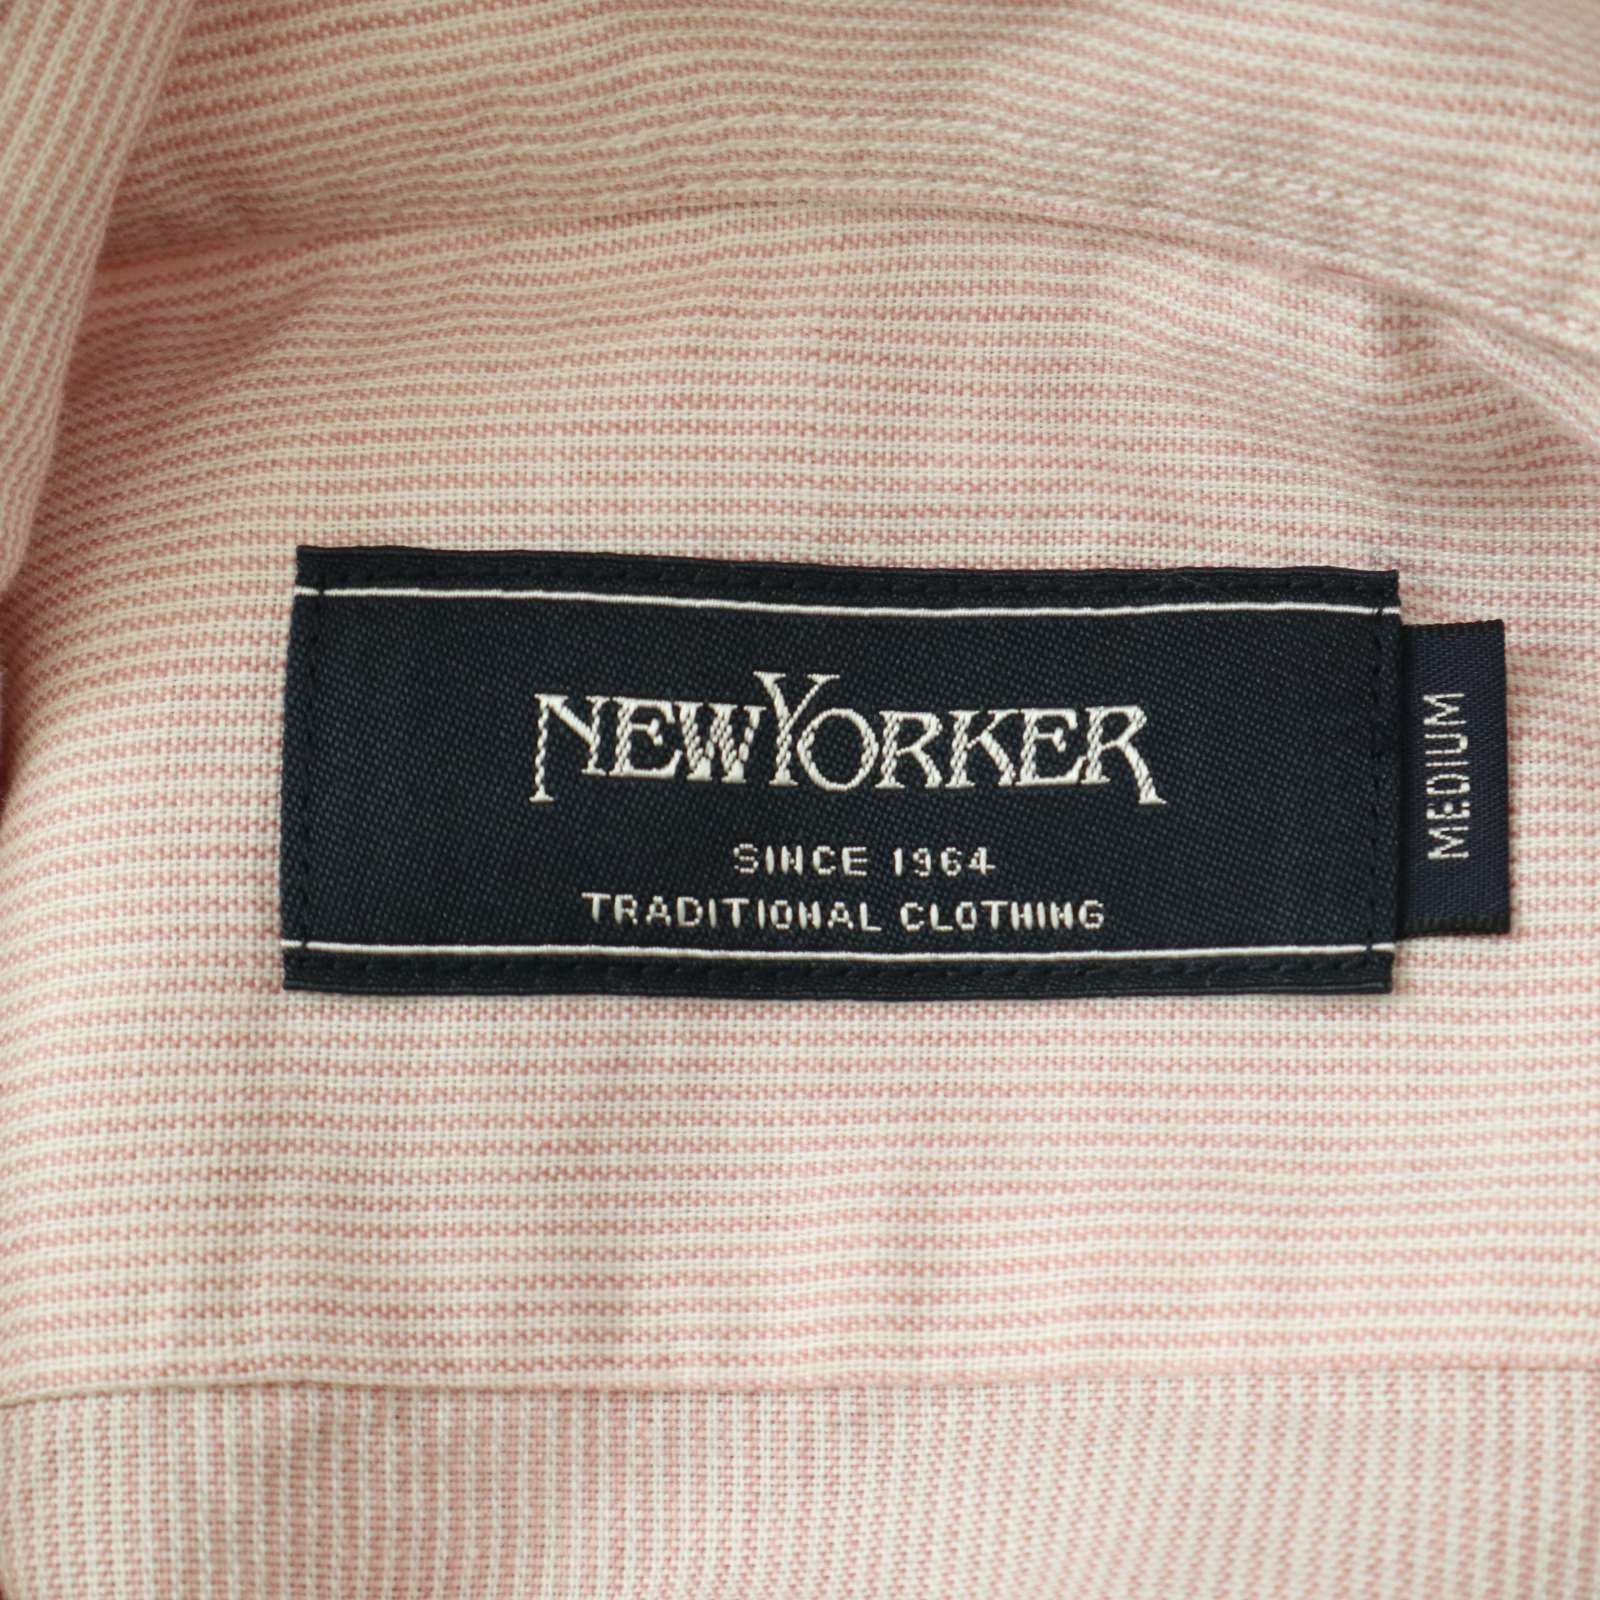 NEWYORKER
SINCE 1964
TRADITIONAL CLOTHING
MEDIUM